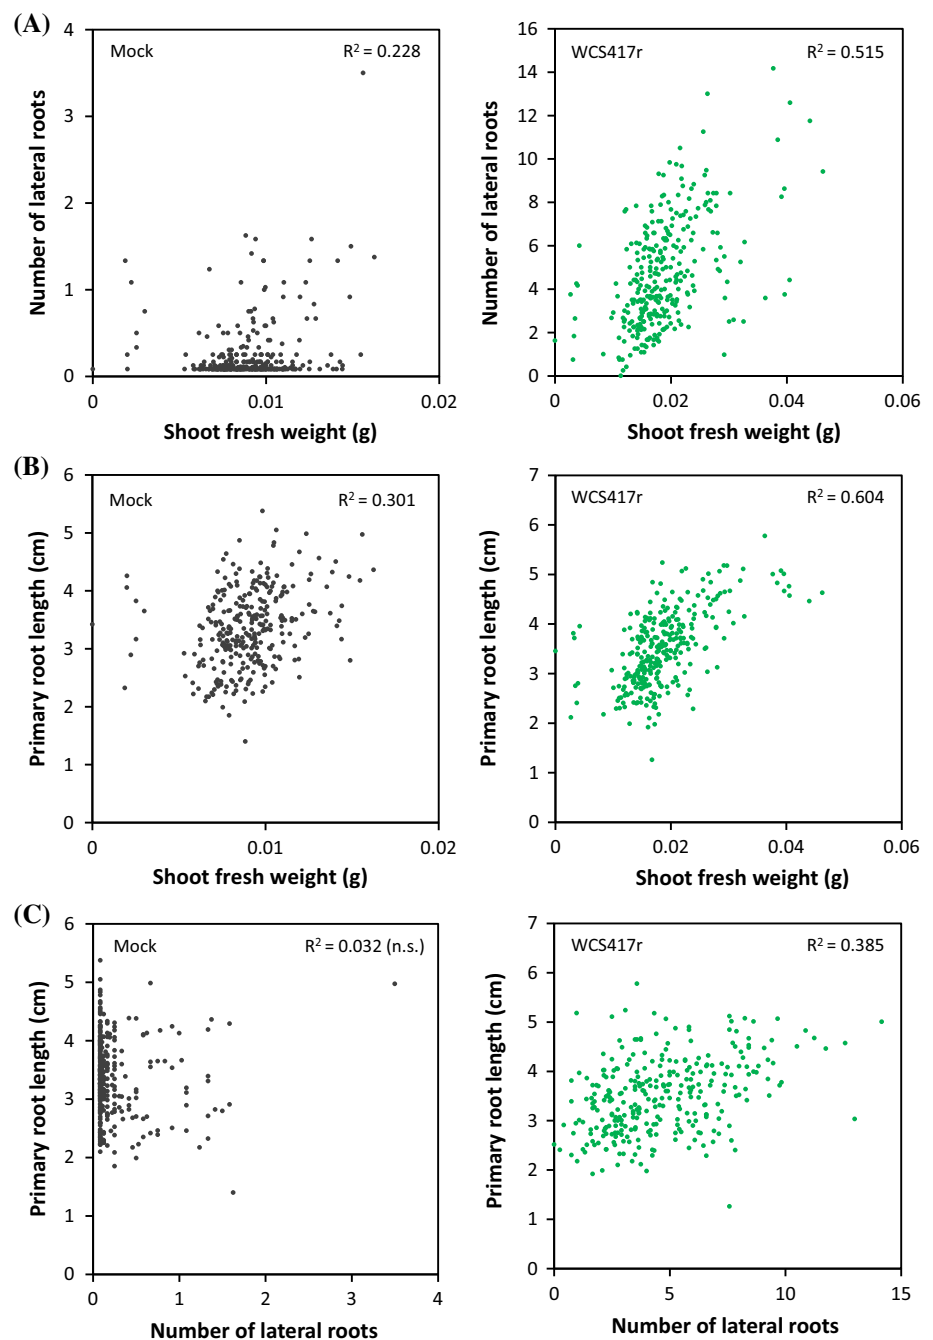 (A)
Mock
R² = 0.228
4
3
2
1
0
0
0.01
0.02
Number of lateral roots
Shoot fresh weight (g)
WCS417r
R² = 0.515
16
14
12
10
8
6
4
2
0
0
0.02
0.04
0.06
Number of lateral roots
Shoot fresh weight (g)
(B)
Mock
R² = 0.301
6
5
4
3
2
1
0
0
0.01
0.02
Primary root length (cm)
Shoot fresh weight (g)
WCS417r
R² = 0.604
7
6
5
4
3
2
1
0
0
0.02
0.04
0.06
Primary root length (cm)
Shoot fresh weight (g)
(C)
Mock
R² = 0.032 (n.s.)
6
5
4
3
2
1
0
0
1
2
3
4
Primary root length (cm)
Number of lateral roots
WCS417r
R² = 0.385
7
6
5
4
3
2
1
0
0
5
10
15
Primary root length (cm)
Number of lateral roots